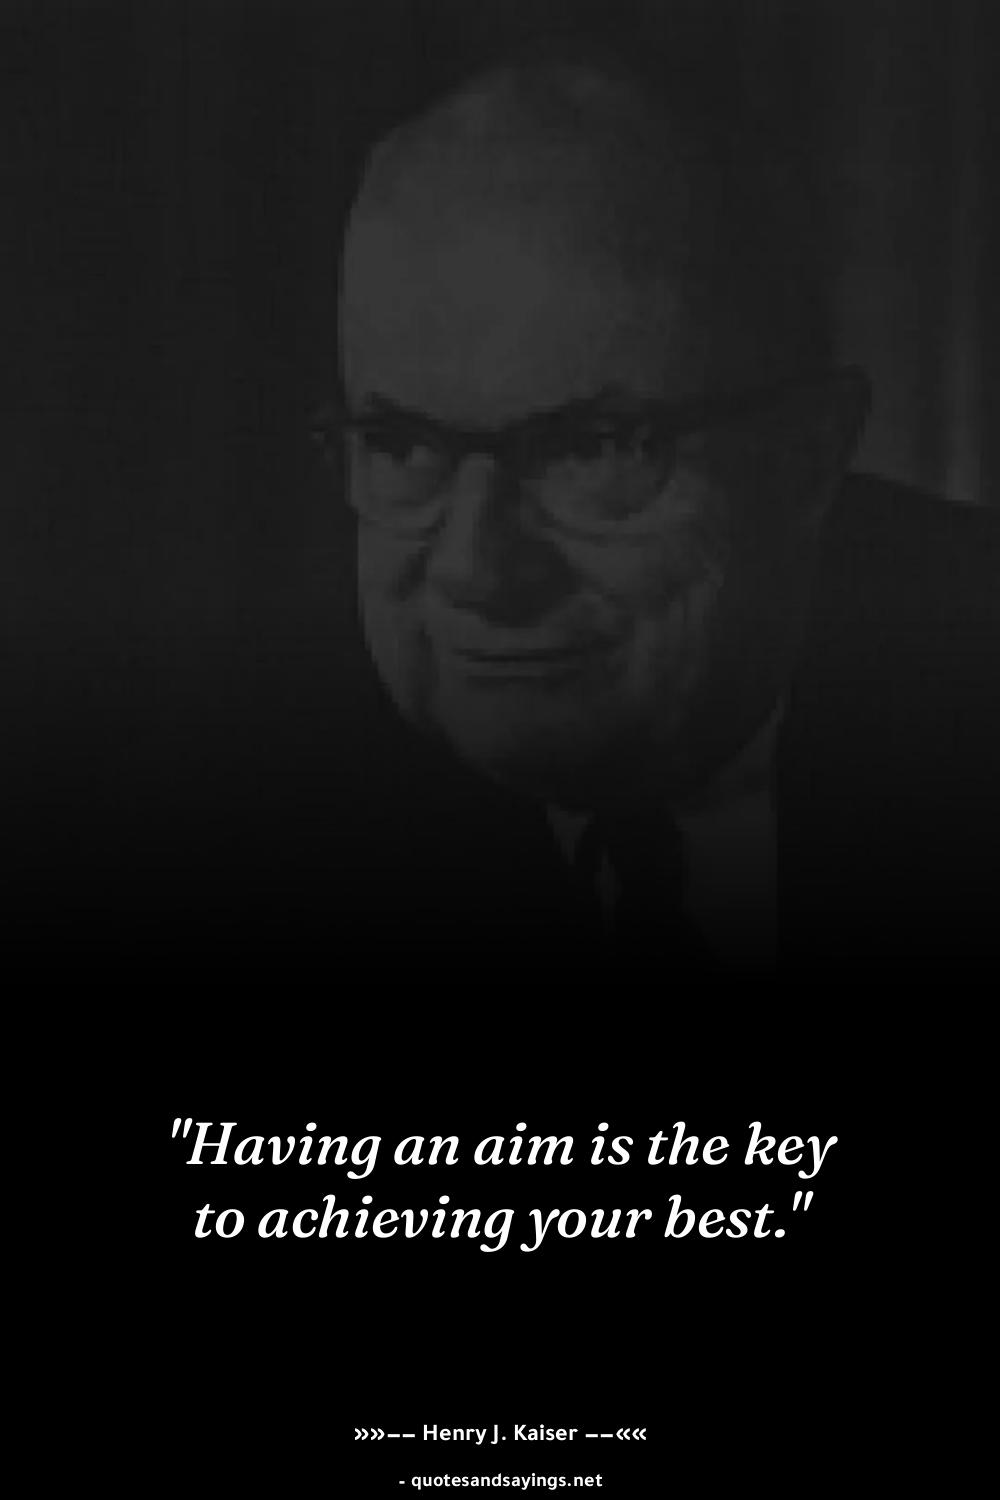 "Having an aim is the key
to achieving your best."
»»–– Henry J. Kaiser ––««
- quotesandsayings.net